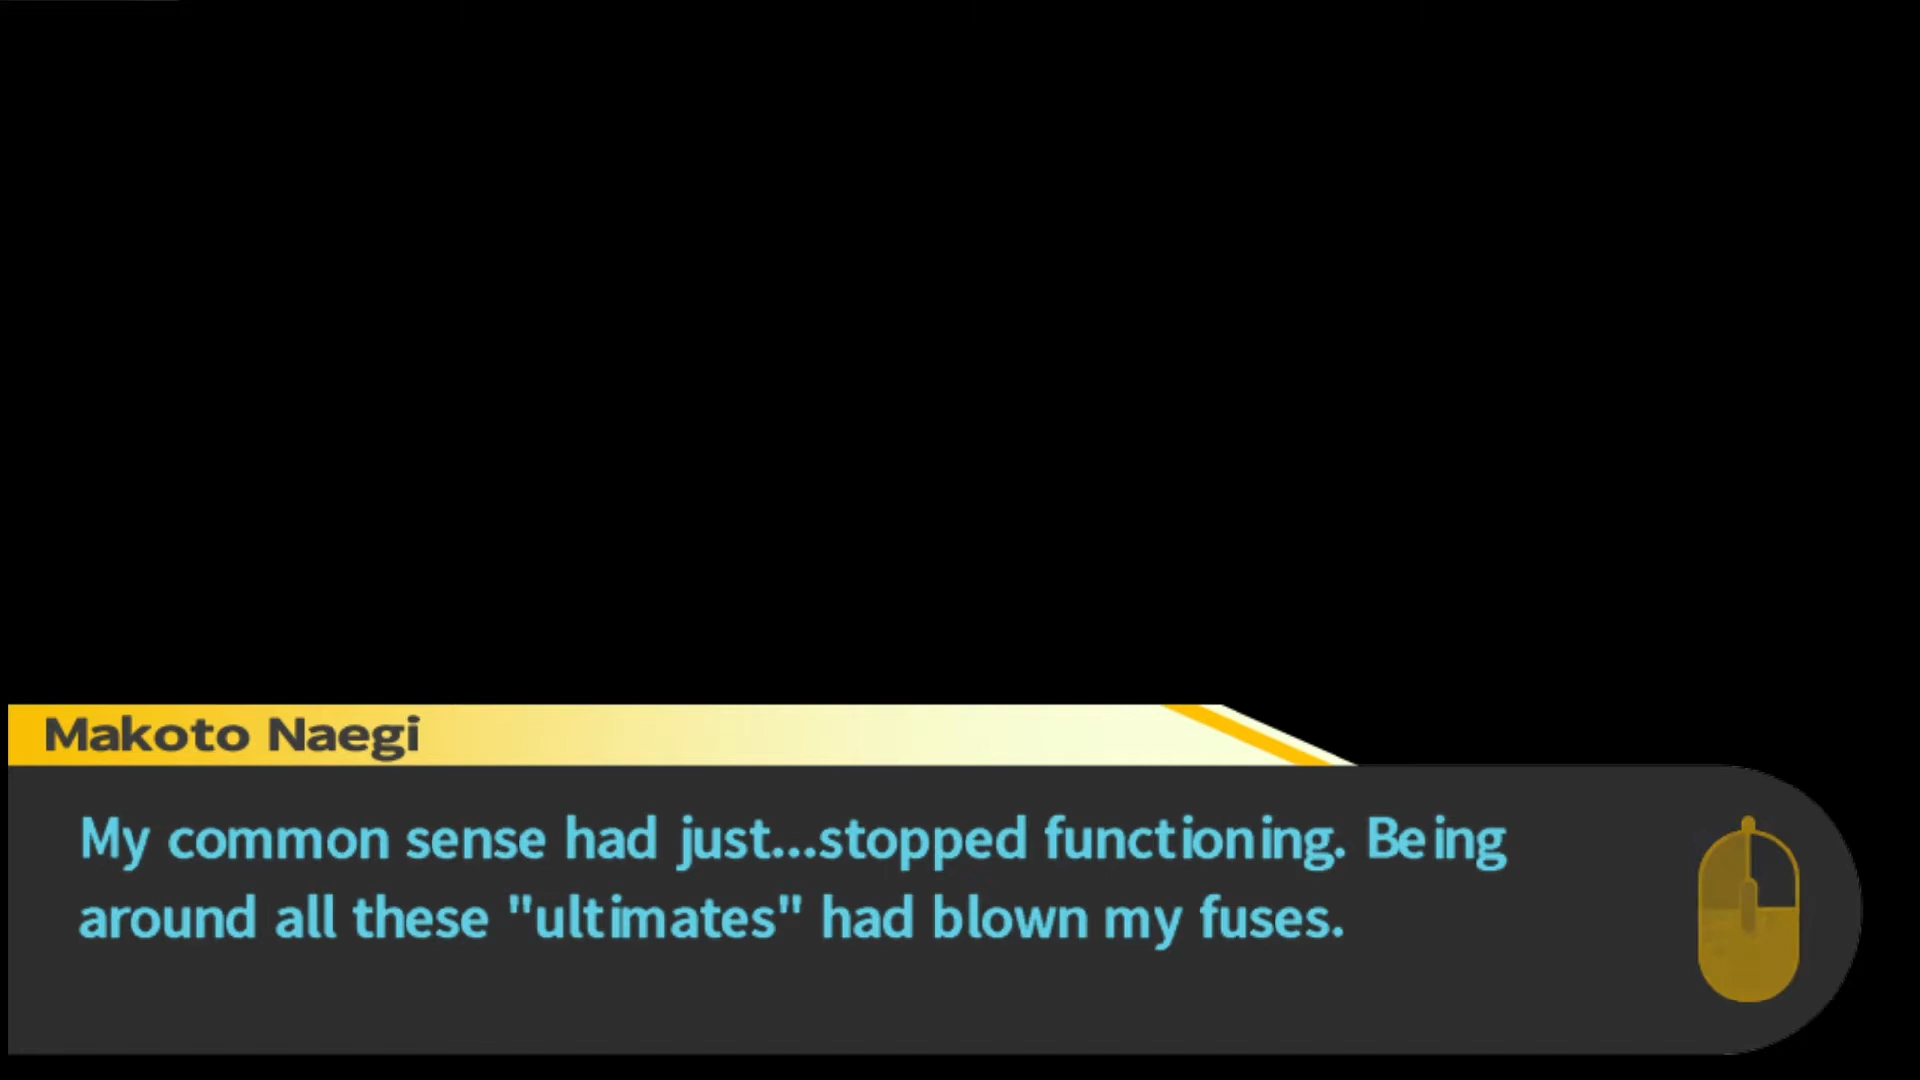 Makoto Naegi
My common sense had just...stopped functioning. Being
around all these "ultimates" had blown my fuses.